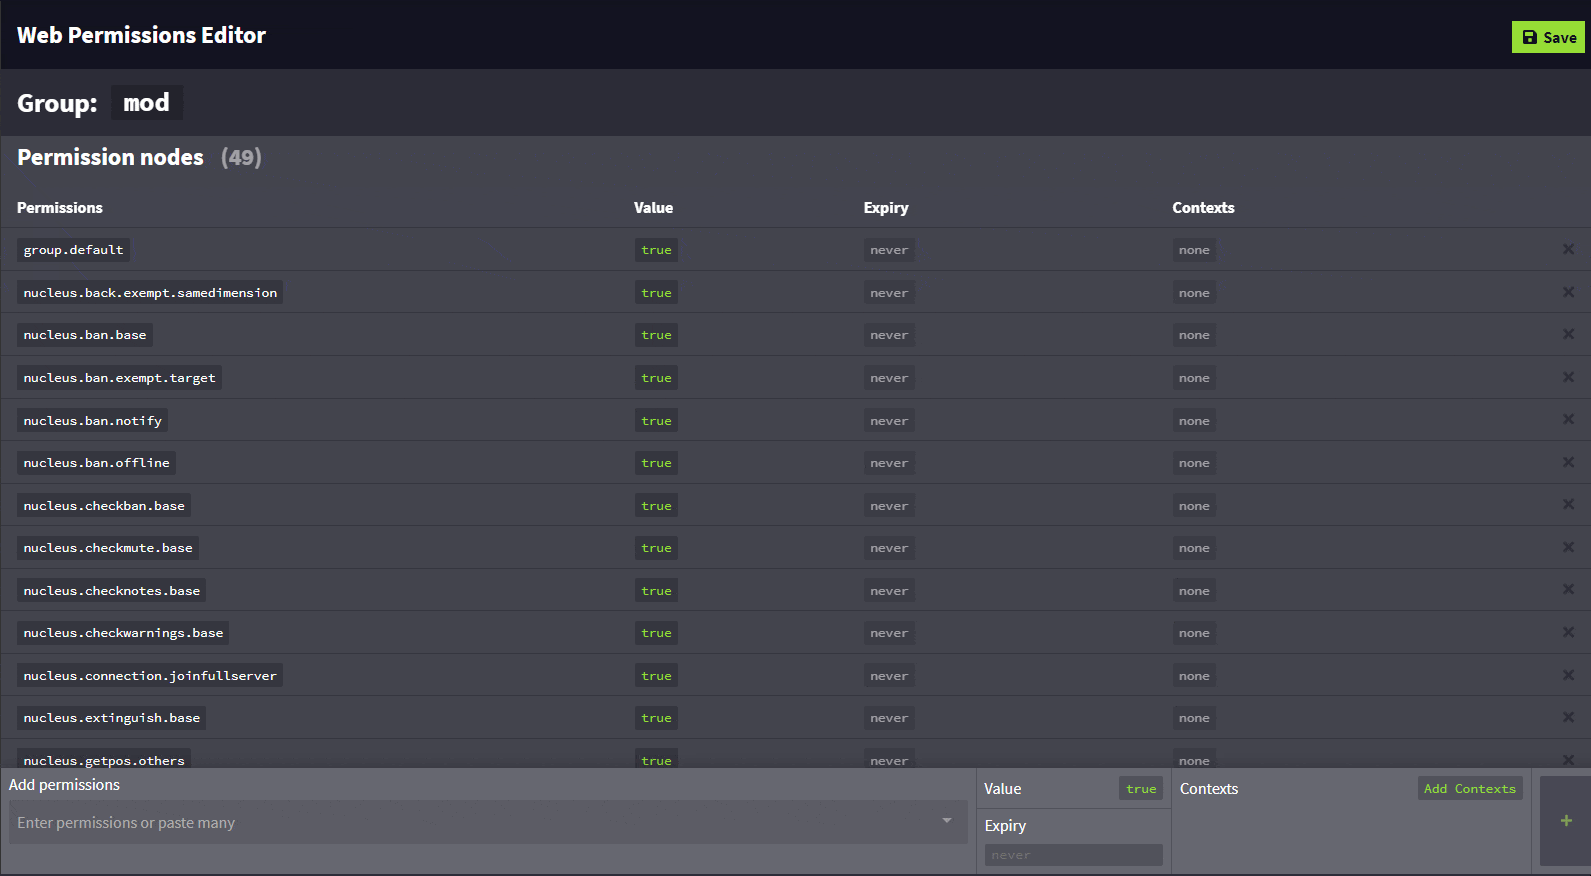 Web Permissions Editor
Save
Group: mod
Permission nodes (49)
Permissions Value Expiry Contexts
group.default true never none
nucleus.back.exempt.samedimension true never none
nucleus.ban.base true never none
nucleus.ban.exempt.target true never none
nucleus.ban.notify true never none
nucleus.ban.offline true never none
nucleus.checkban.base true never none
nucleus.checkmute.base true never none
nucleus.checknotes.base true never none
nucleus.checkwarnings.base true never none
nucleus.connection.joinfullserver true never none
nucleus.extinguish.base true never none
nucleus.getpos.others true never none
Add permissions
Enter permissions or paste many
Value true
Expiry
never
Contexts Add Contexts
+